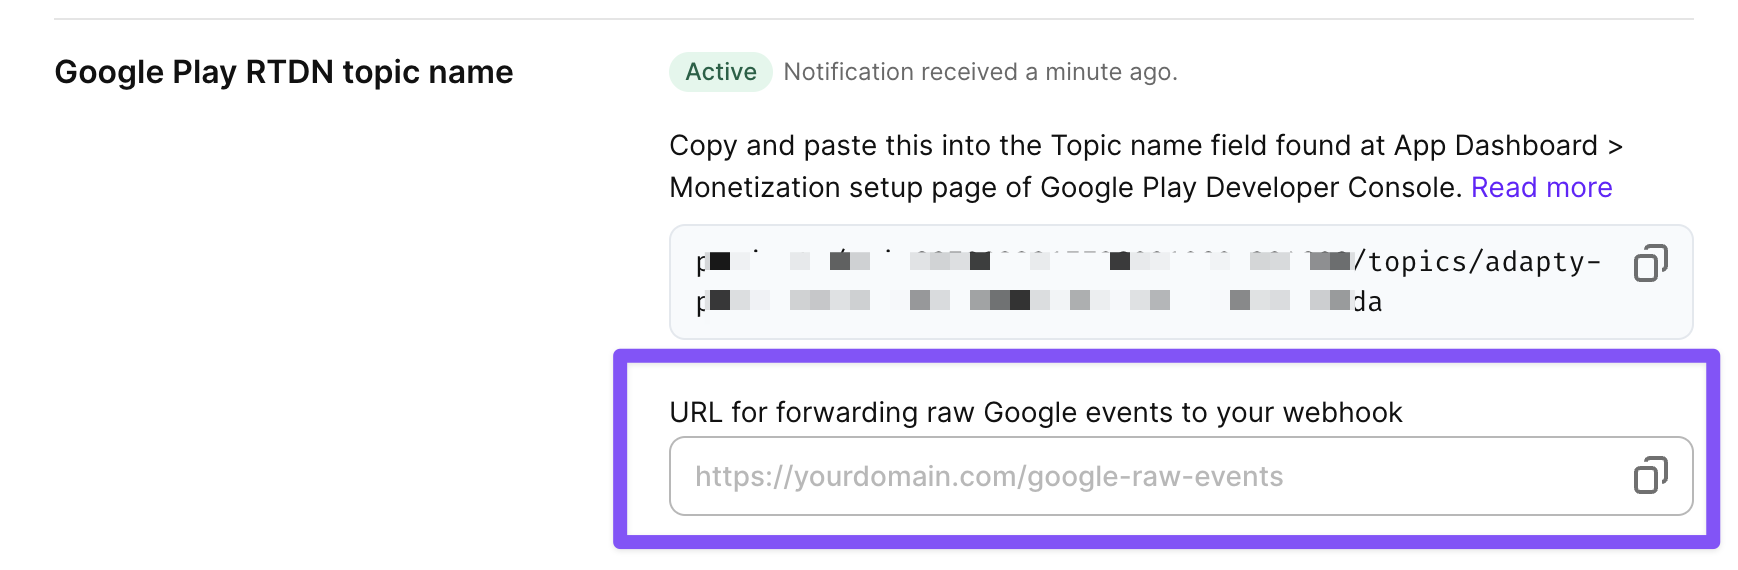 Google Play RTDN topic name
Active Notification received a minute ago.
Copy and paste this into the Topic name field found at App Dashboard >
Monetization setup page of Google Play Developer Console. Read more
/topics/adapty-
da
URL for forwarding raw Google events to your webhook
https://yourdomain.com/google-raw-events